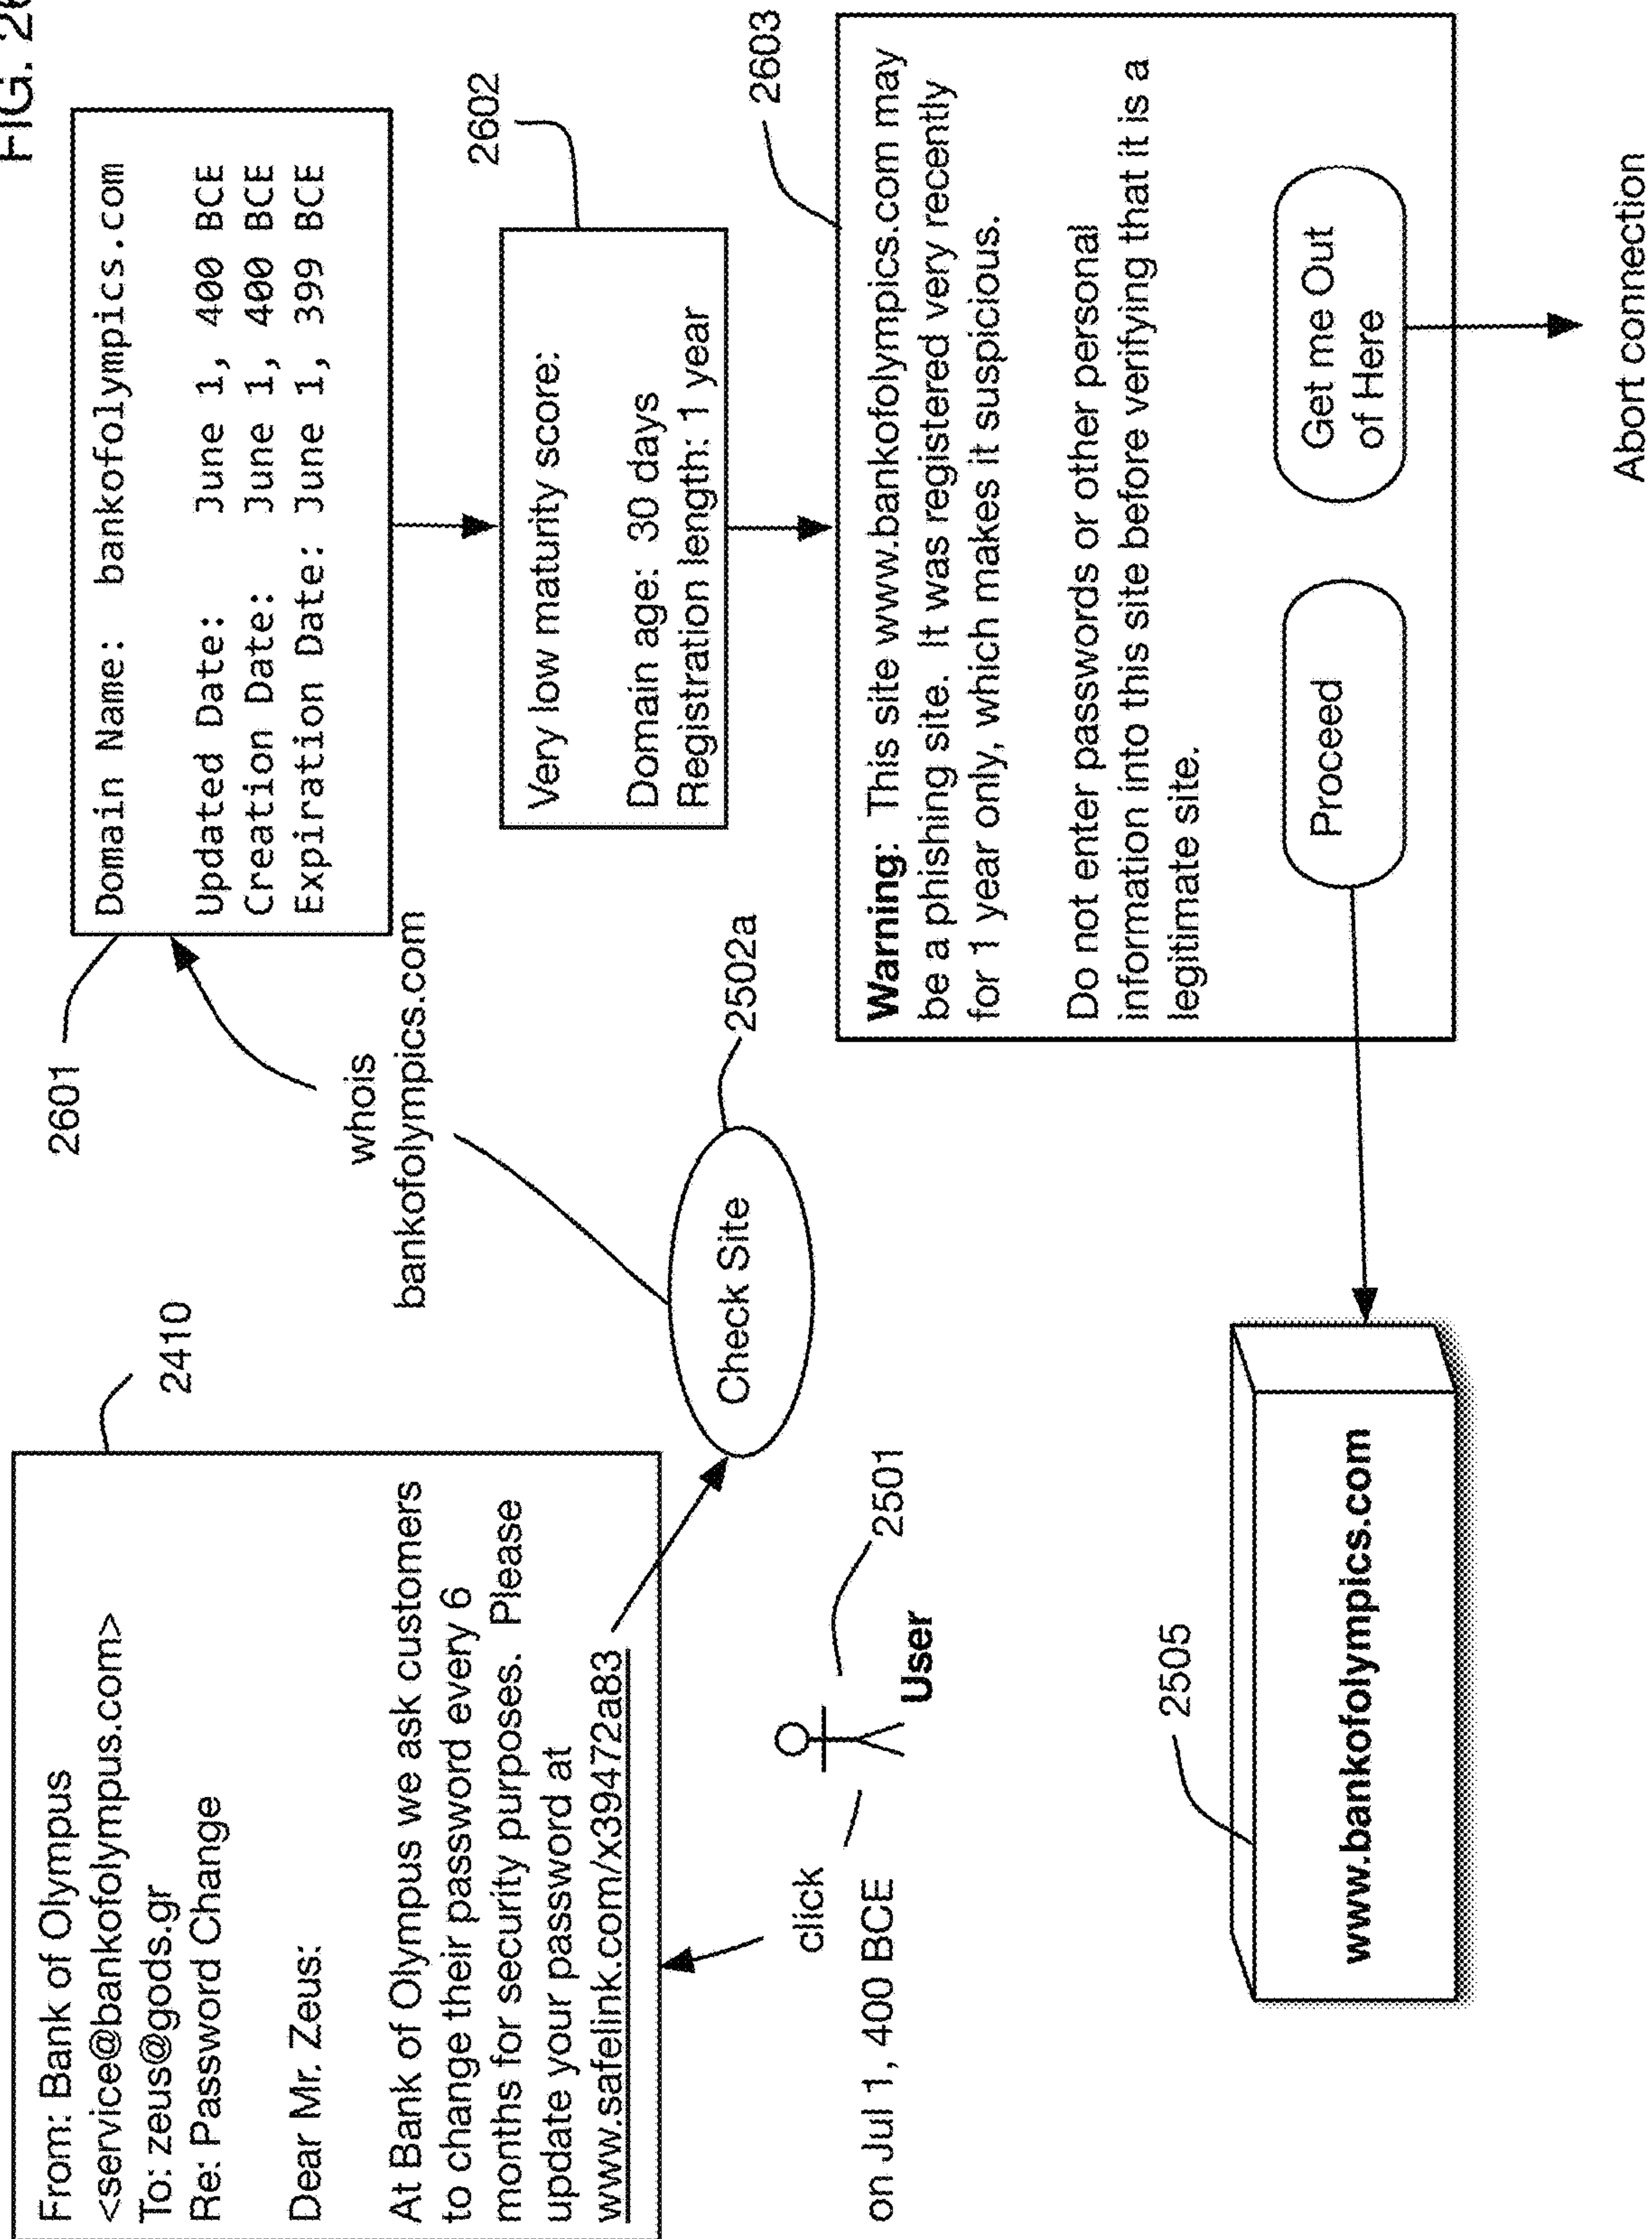 FIG. 26
From: Bank of Olympus
<service@bankofolympus.com>
To: zeus@gods.gr
Re: Password Change
Dear Mr. Zeus:
At Bank of Olympus we ask customers
to change their password every 6
months for security purposes.  Please
update your password at
www.safelink.com/x39472a83
2410
click
on Jul 1, 400 BCE
User
2501
Check Site
2502a
whois
bankofolympics.com
2601
Domain Name:  bankofolympics.com
Updated Date:    June 1, 400 BCE
Creation Date:   June 1, 400 BCE
Expiration Date: June 1, 399 BCE
2602
Very low maturity score:
Domain age:  30 days
Registration length: 1 year
2603
Warning:  This site www.bankofolympics.com may
be a phishing site.  It was registered very recently
for 1 year only, which makes it suspicious.
Do not enter passwords or other personal
information into this site before verifying that it is a
legitimate site.
Proceed
Get me Out
of Here
Abort connection
2505
www.bankofolympics.com